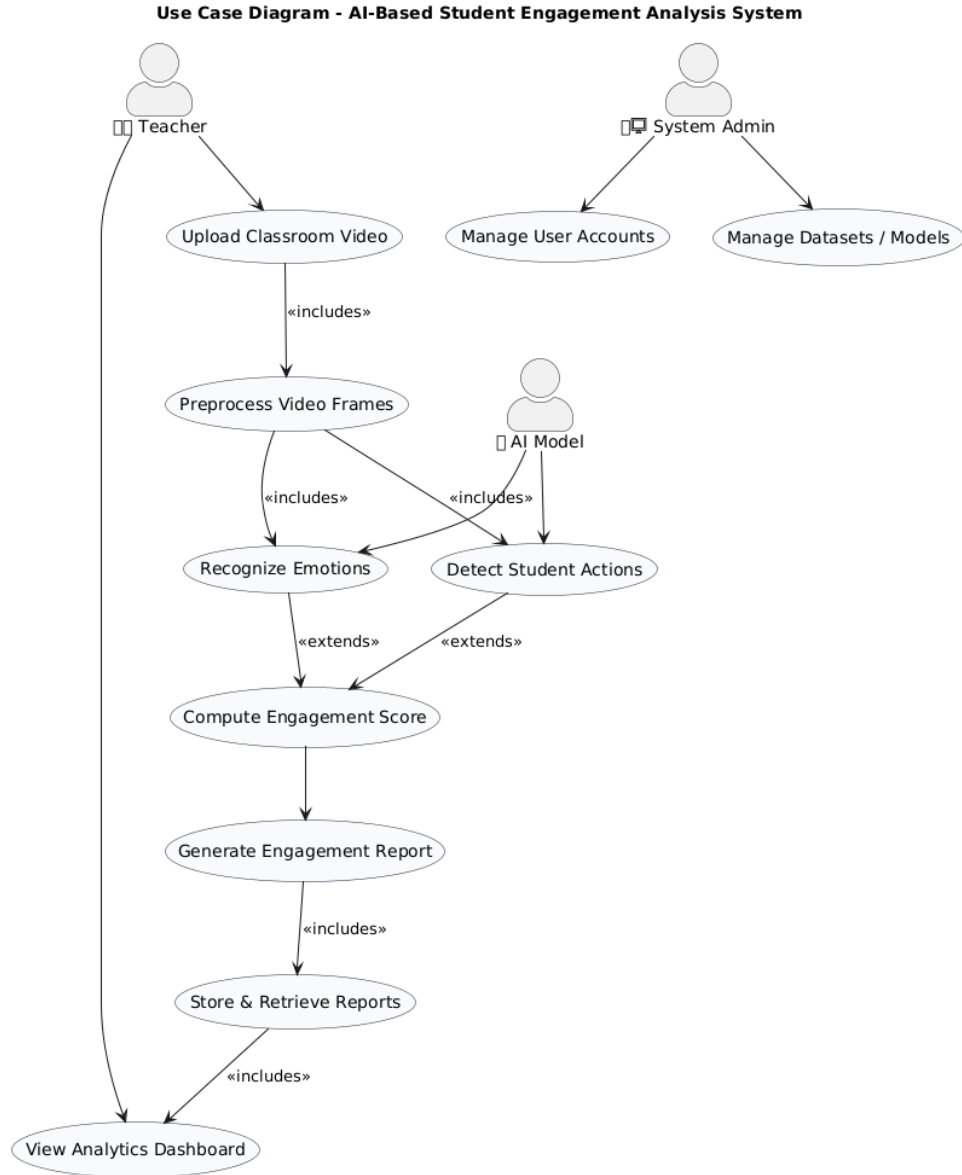 Use Case Diagram - AI-Based Student Engagement Analysis System
Teacher
System Admin
Upload Classroom Video
Manage User Accounts
Manage Datasets / Models
«includes»
Preprocess Video Frames
AI Model
«includes»
«includes»
Recognize Emotions
Detect Student Actions
«extends»
«extends»
Compute Engagement Score
Generate Engagement Report
«includes»
Store & Retrieve Reports
«includes»
View Analytics Dashboard